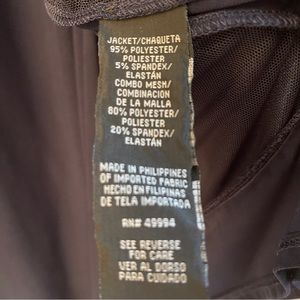 JACKET/CHAQUETA
95% POLYESTER/
POLIESTER
5% SPANDEX/
ELASTÁN
COMBO MESH/
COMBINACION
DE LA MALLA
80% POLYESTER/
POLIESTER
20% SPANDEX/
ELASTÁN
MADE IN PHILIPPINES
OF IMPORTED FABRIC
HECHO EN FILIPINAS
DE TELA IMPORTADA
RN# 49994
SEE REVERSE
FOR CARE
VER AL DORSO
PARA CUIDADO